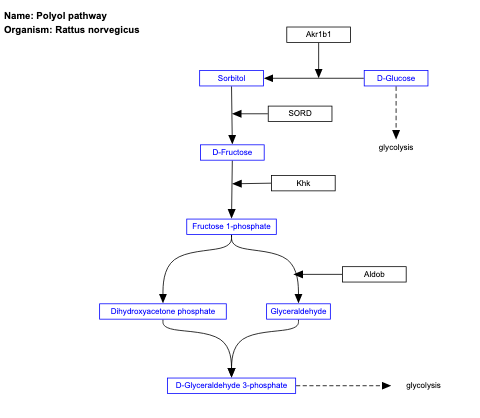 Name: Polyol pathway
Organism: Rattus norvegicus
Akr1b1
Sorbitol
D-Glucose
SORD
glycolysis
D-Fructose
Khk
Fructose 1-phosphate
Aldob
Dihydroxyacetone phosphate
Glyceraldehyde
D-Glyceraldehyde 3-phosphate
glycolysis